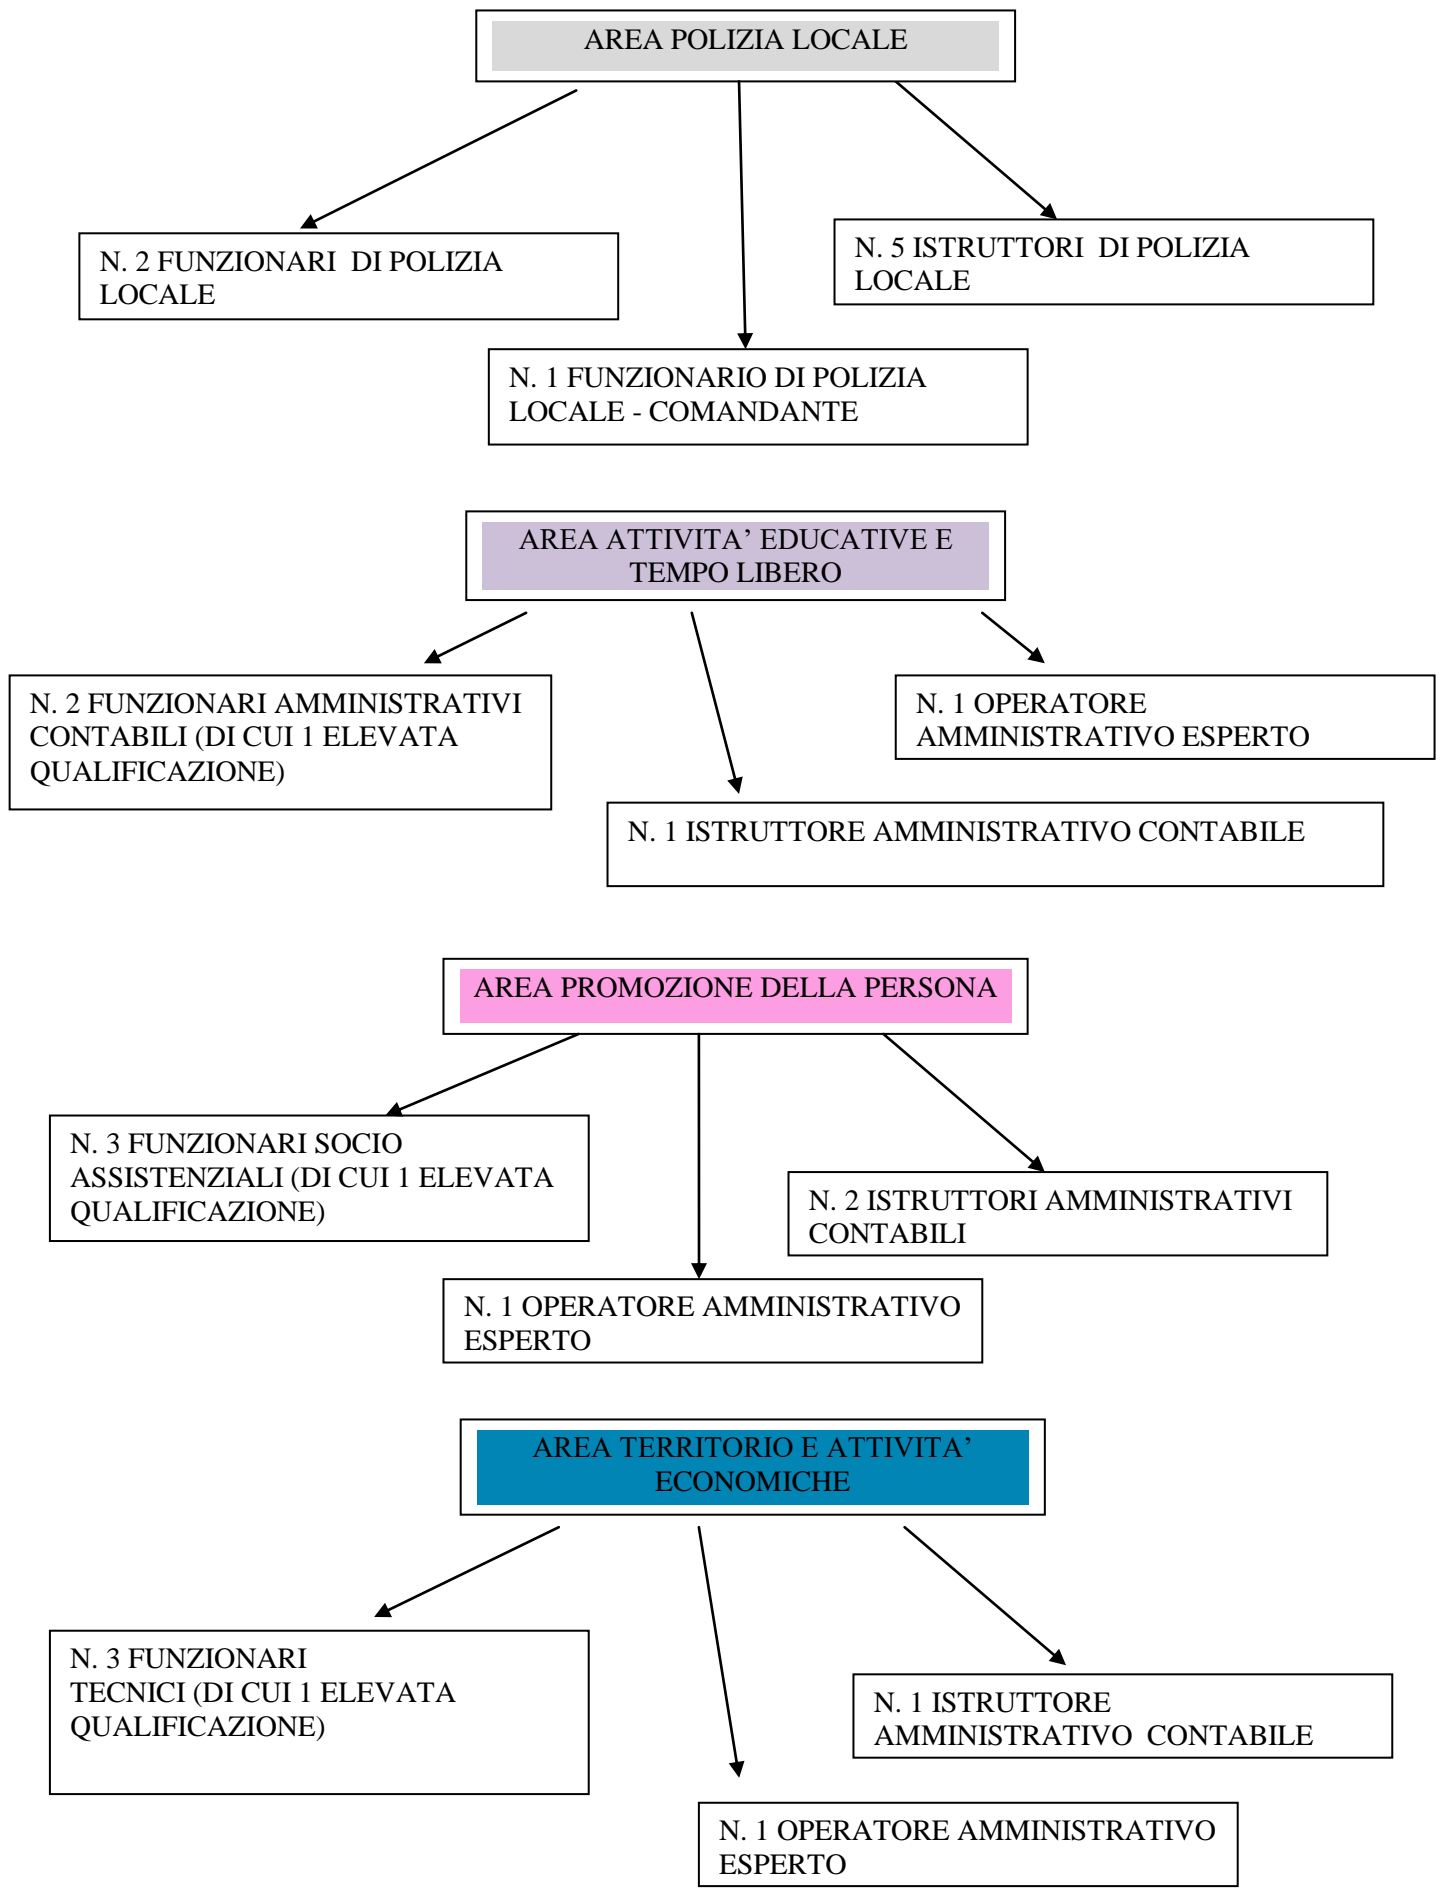 AREA POLIZIA LOCALE
N. 2 FUNZIONARI DI POLIZIA
LOCALE
N. 5 ISTRUTTORI DI POLIZIA
LOCALE
N. 1 FUNZIONARIO DI POLIZIA
LOCALE - COMANDANTE
AREA ATTIVITA’ EDUCATIVE E
TEMPO LIBERO
N. 2 FUNZIONARI AMMINISTRATIVI
CONTABILI (DI CUI 1 ELEVATA
QUALIFICAZIONE)
N. 1 OPERATORE
AMMINISTRATIVO ESPERTO
N. 1 ISTRUTTORE AMMINISTRATIVO CONTABILE
AREA PROMOZIONE DELLA PERSONA
N. 3 FUNZIONARI SOCIO
ASSISTENZIALI (DI CUI 1 ELEVATA
QUALIFICAZIONE)
N. 2 ISTRUTTORI AMMINISTRATIVI
CONTABILI
N. 1 OPERATORE AMMINISTRATIVO
ESPERTO
AREA TERRITORIO E ATTIVITA’
ECONOMICHE
N. 3 FUNZIONARI
TECNICI (DI CUI 1 ELEVATA
QUALIFICAZIONE)
N. 1 ISTRUTTORE
AMMINISTRATIVO CONTABILE
N. 1 OPERATORE AMMINISTRATIVO
ESPERTO